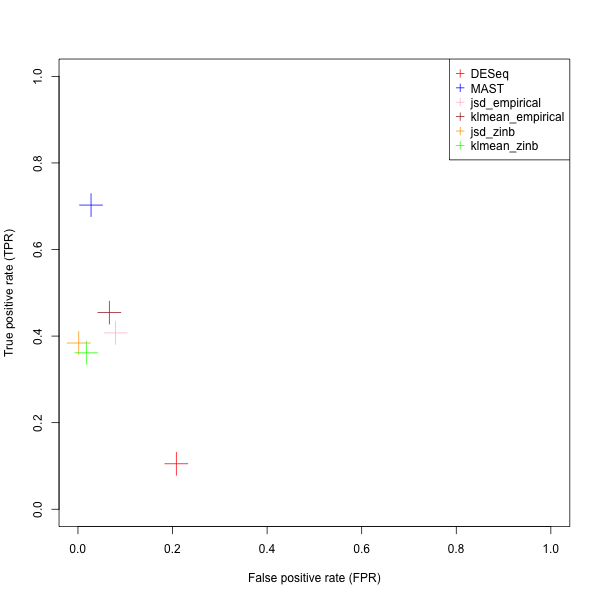 DESeq
MAST
jsd_empirical
klmean_empirical
jsd_zinb
klmean_zinb
1.0
0.8
0.6
0.4
0.2
0.0
True positive rate (TPR)
0.0 0.2 0.4 0.6 0.8 1.0
False positive rate (FPR)